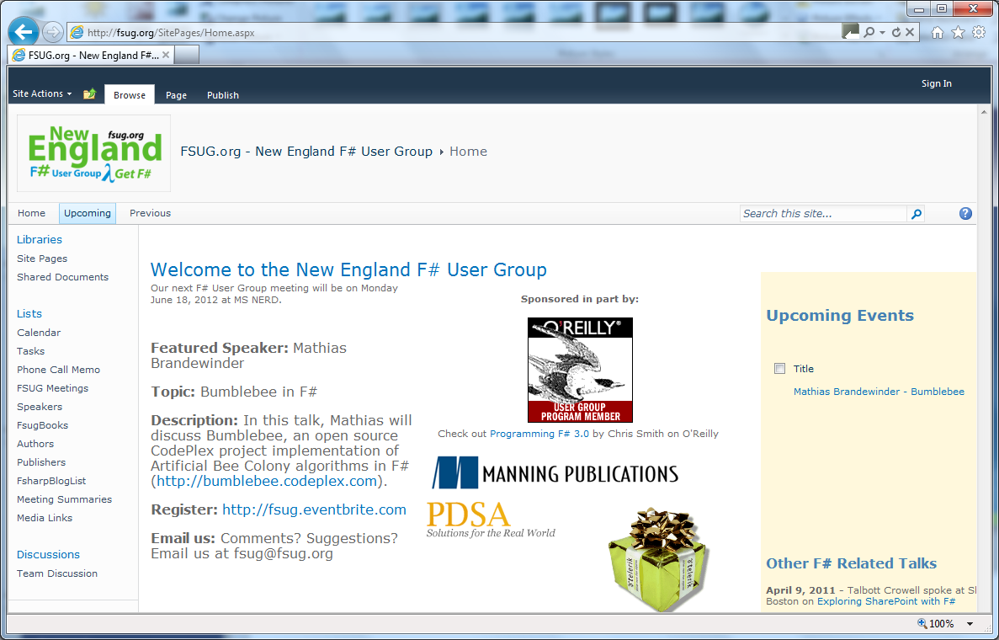 http://fsug.org/SitePages/Home.aspx
FSUG.org - New England F#...
Site Actions
Browse
Page
Publish
Sign In
New
fsug.org
England
F# User Group λ Get F#
FSUG.org - New England F# User Group
Home
Home
Upcoming
Previous
Search this site...
Libraries
Site Pages
Shared Documents
Lists
Calendar
Tasks
Phone Call Memo
FSUG Meetings
Speakers
FsugBooks
Authors
Publishers
FsharpBlogList
Meeting Summaries
Media Links
Discussions
Team Discussion
Welcome to the New England F# User Group
Our next F# User Group meeting will be on Monday
June 18, 2012 at MS NERD.
Featured Speaker: Mathias
Brandewinder
Topic: Bumblebee in F#
Description: In this talk, Mathias will
discuss Bumblebee, an open source
CodePlex project implementation of
Artificial Bee Colony algorithms in F#
(http://bumblebee.codeplex.com).
Register: http://fsug.eventbrite.com
Email us: Comments? Suggestions?
Email us at fsug@fsug.org
Sponsored in part by:
O'REILLY®
USER GROUP
PROGRAM MEMBER
Check out Programming F# 3.0 by Chris Smith on O'Reilly
MANNING PUBLICATIONS
PDSA
Solutions for the Real World
telerik
telerik
Upcoming Events
Title
Mathias Brandewinder - Bumblebee
Other F# Related Talks
April 9, 2011 - Talbott Crowell spoke at
Boston on Exploring SharePoint with F#
100%